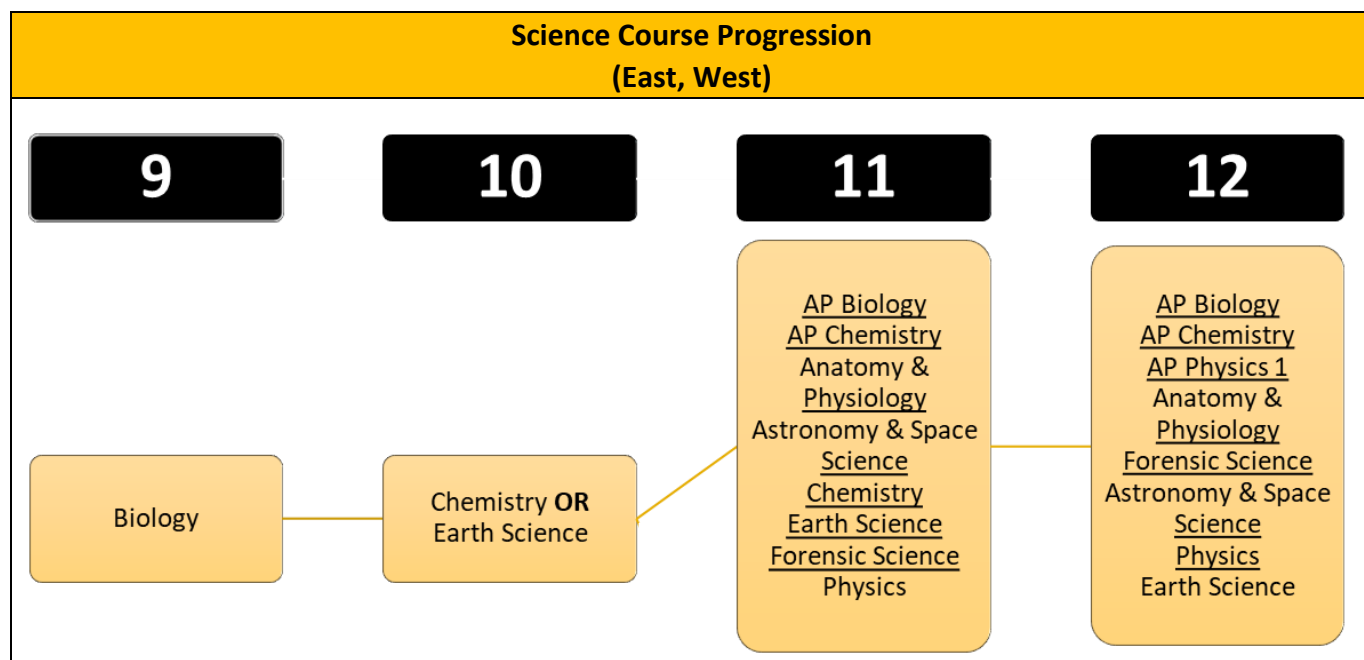 Science Course Progression
(East, West)
9
10
11
12
Biology
Chemistry OR
Earth Science
AP Biology
AP Chemistry
Anatomy &
Physiology
Astronomy & Space
Science
Chemistry
Earth Science
Forensic Science
Physics
AP Biology
AP Chemistry
AP Physics 1
Anatomy &
Physiology
Forensic Science
Astronomy & Space
Science
Physics
Earth Science